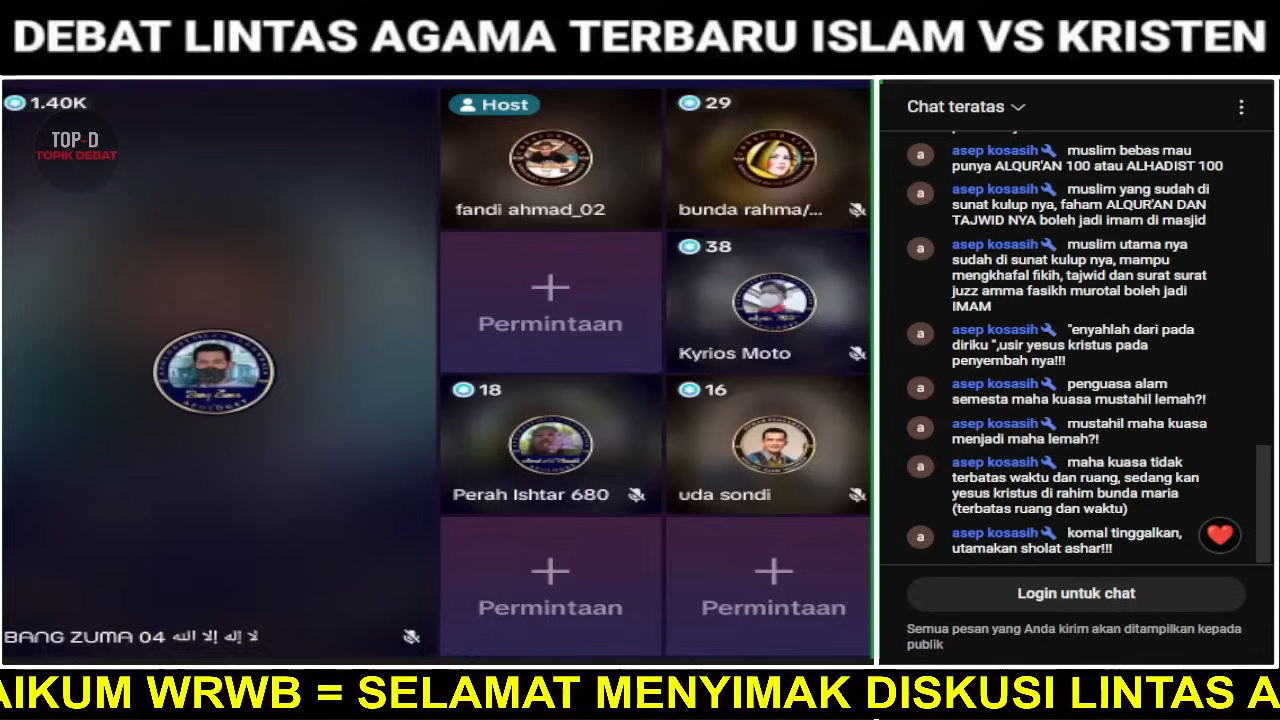 DEBAT LINTAS AGAMA TERBARU ISLAM VS KRISTEN
1.40K
TOP-D
TOPIK DEBAT
BANG ZUMA 04 لا إله إلا الله
Host
fandi ahmad_02
29
bunda rahma/...
Permintaan
38
Kyrios Moto
18
Perah Ishtar 680
16
uda sondi
Permintaan
Permintaan
Chat teratas
a
asep kosasih muslim bebas mau
punya ALQUR'AN 100 atau ALHADIST 100
a
asep kosasih muslim yang sudah di
sunat kulup nya, faham ALQUR'AN DAN
TAJWID NYA boleh jadi imam di masjid
a
asep kosasih muslim utama nya
sudah di sunat kulup nya, mampu
mengkhafal fikih, tajwid dan surat surat
juzz amma fasikh murotal boleh jadi
IMAM
a
asep kosasih "enyahlah dari pada
diriku ",usir yesus kristus pada
penyembah nya!!!
a
asep kosasih penguasa alam
semesta maha kuasa mustahil lemah?!
a
asep kosasih mustahil maha kuasa
menjadi maha lemah?!
a
asep kosasih maha kuasa tidak
terbatas waktu dan ruang, sedang kan
yesus kristus di rahim bunda maria
(terbatas ruang dan waktu)
a
asep kosasih komal tinggalkan,
utamakan sholat ashar!!!
Login untuk chat
Semua pesan yang Anda kirim akan ditampilkan kepada
publik
AIKUM WRWB = SELAMAT MENYIMAK DISKUSI LINTAS A